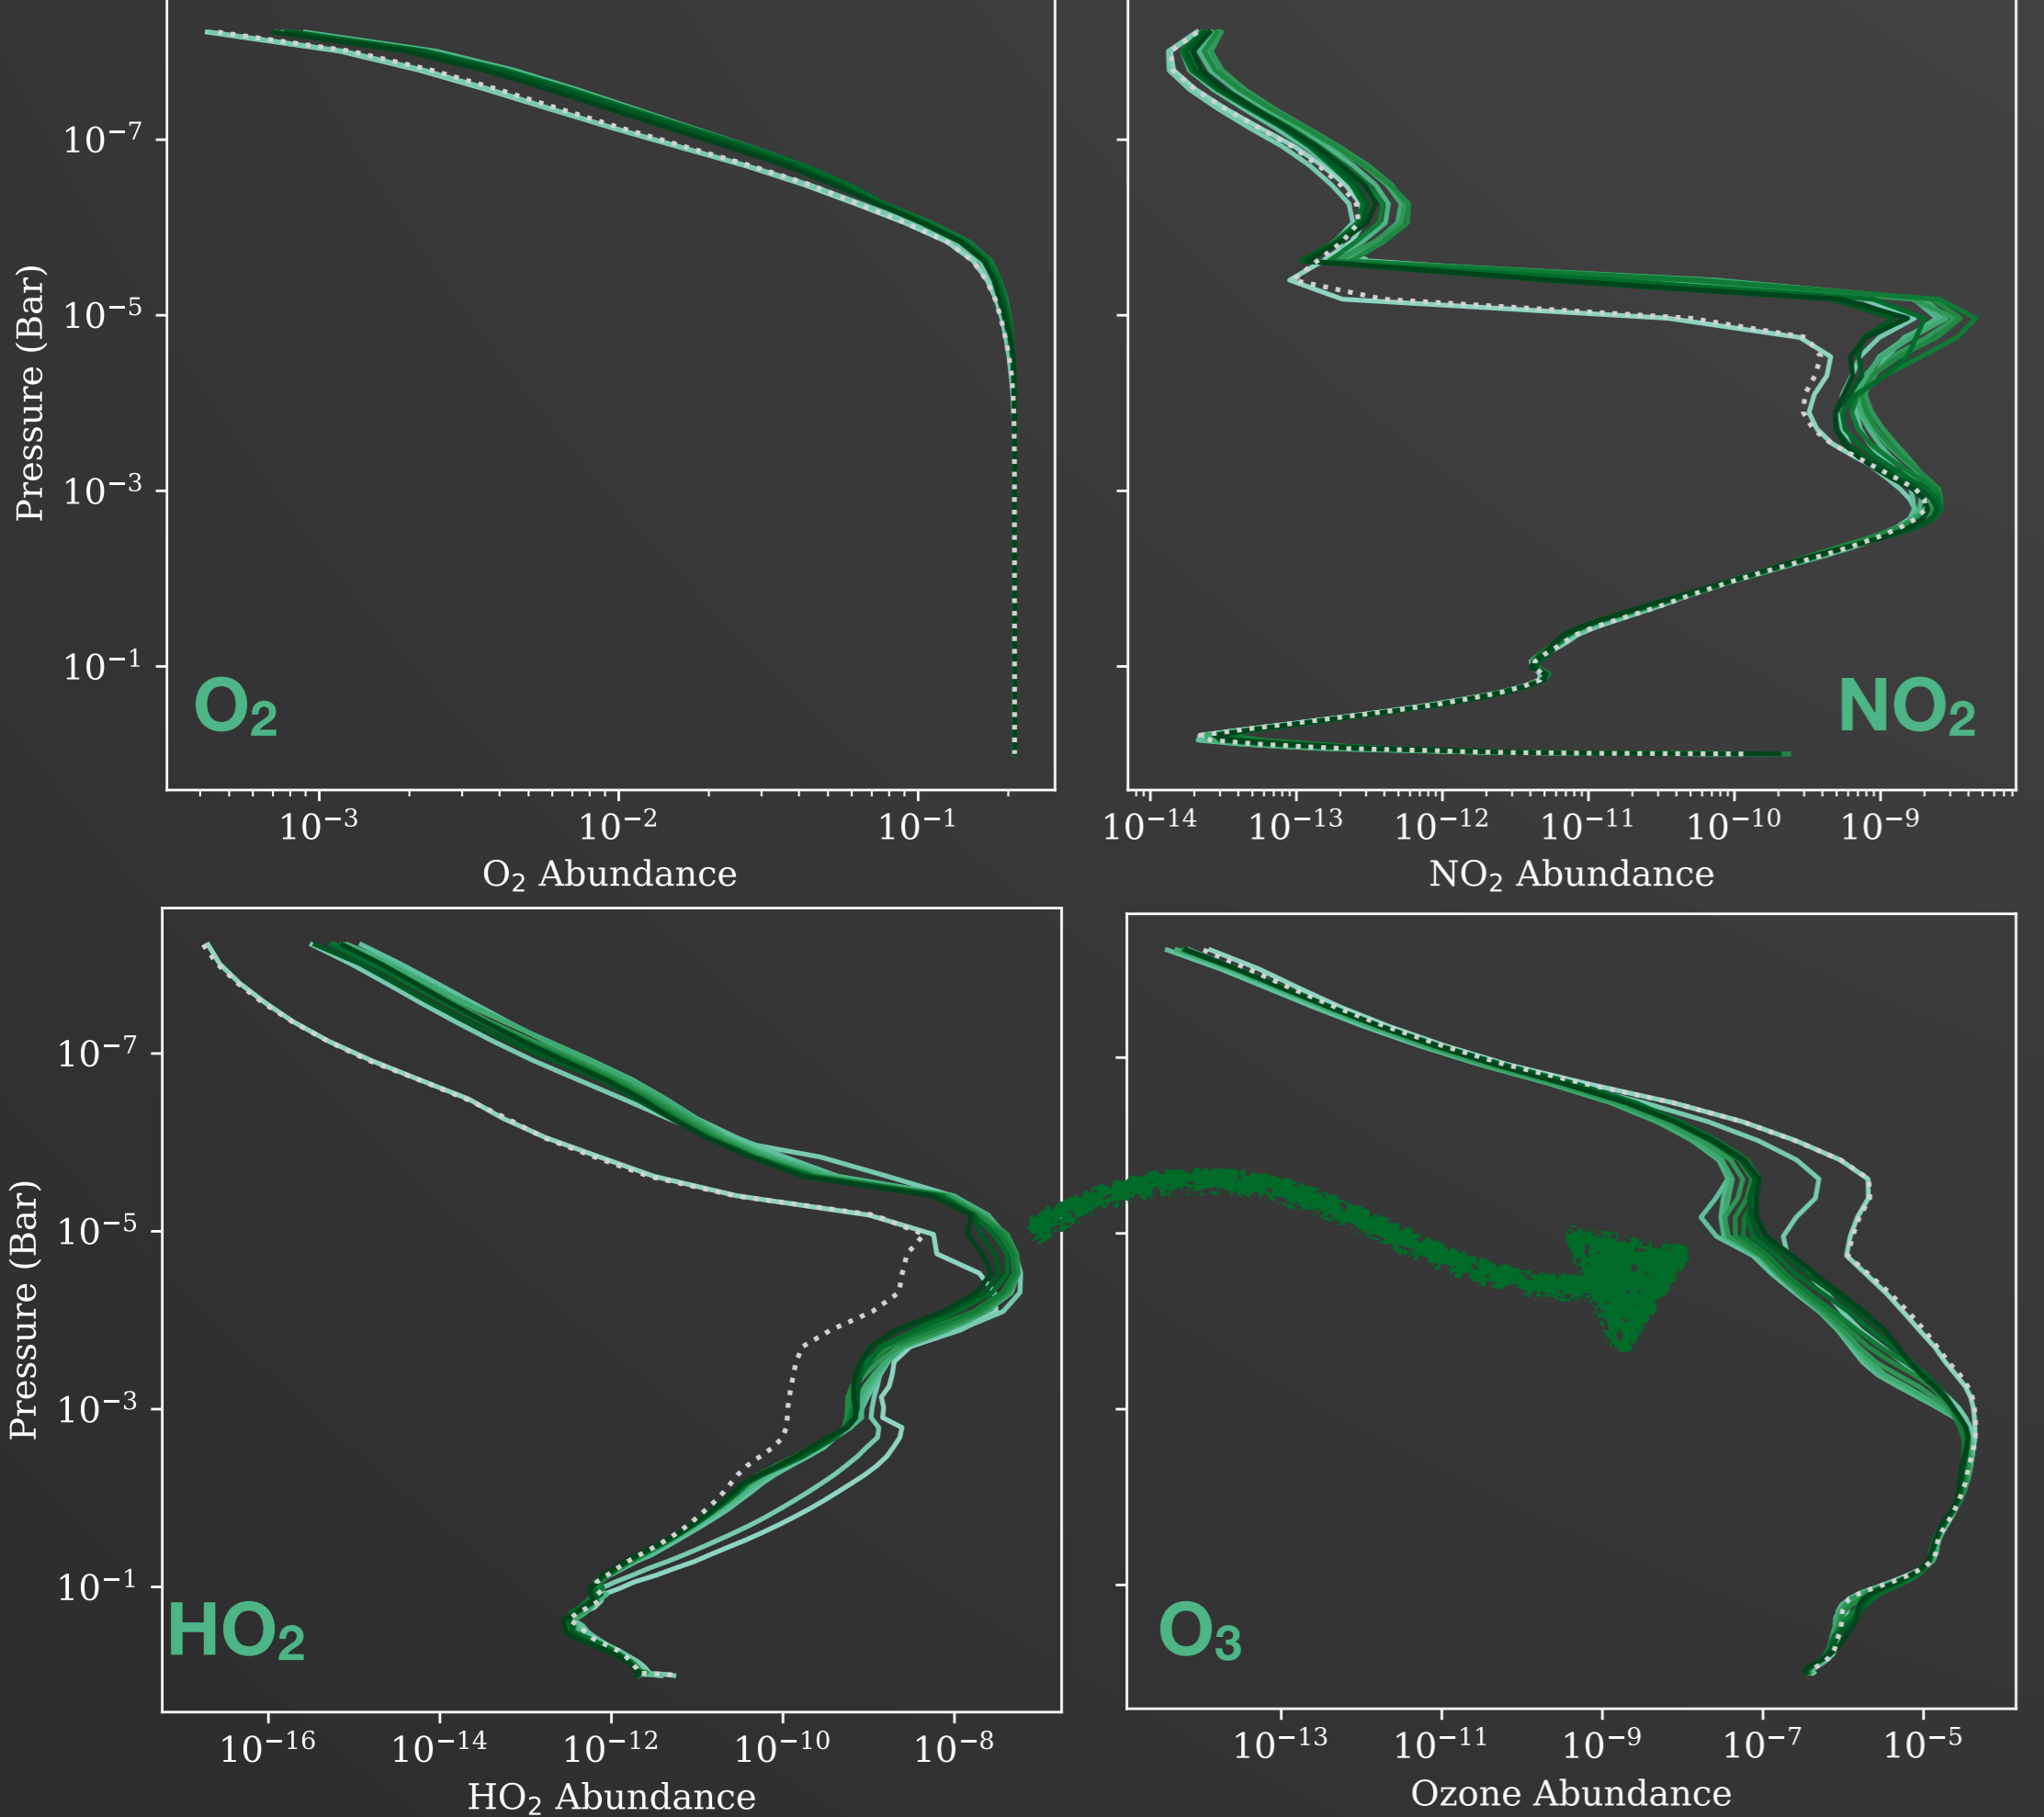 Pressure (Bar)
10⁻⁷
10⁻⁵
10⁻³
10⁻¹
O₂
10⁻³ 10⁻² 10⁻¹
O₂ Abundance
NO₂
10⁻¹⁴ 10⁻¹³ 10⁻¹² 10⁻¹¹ 10⁻¹⁰ 10⁻⁹
NO₂ Abundance
Pressure (Bar)
10⁻⁷
10⁻⁵
10⁻³
10⁻¹
HO₂
10⁻¹⁶ 10⁻¹⁴ 10⁻¹² 10⁻¹⁰ 10⁻⁸
HO₂ Abundance
O₃
10⁻¹³ 10⁻¹¹ 10⁻⁹ 10⁻⁷ 10⁻⁵
Ozone Abundance